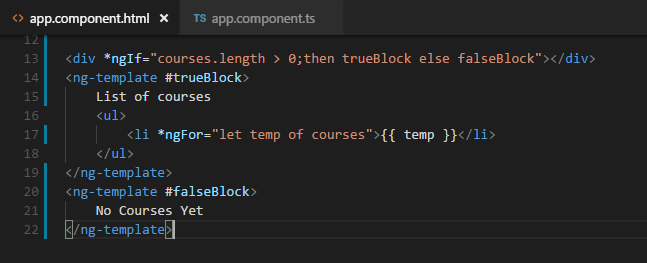 <> app.component.html ×   TS app.component.ts
12
13 <div *ngIf="courses.length > 0;then trueBlock else falseBlock"></div>
14 <ng-template #trueBlock>
15     List of courses
16     <ul>
17         <li *ngFor="let temp of courses">{{ temp }}</li>
18     </ul>
19 </ng-template>
20 <ng-template #falseBlock>
21     No Courses Yet
22 </ng-template>